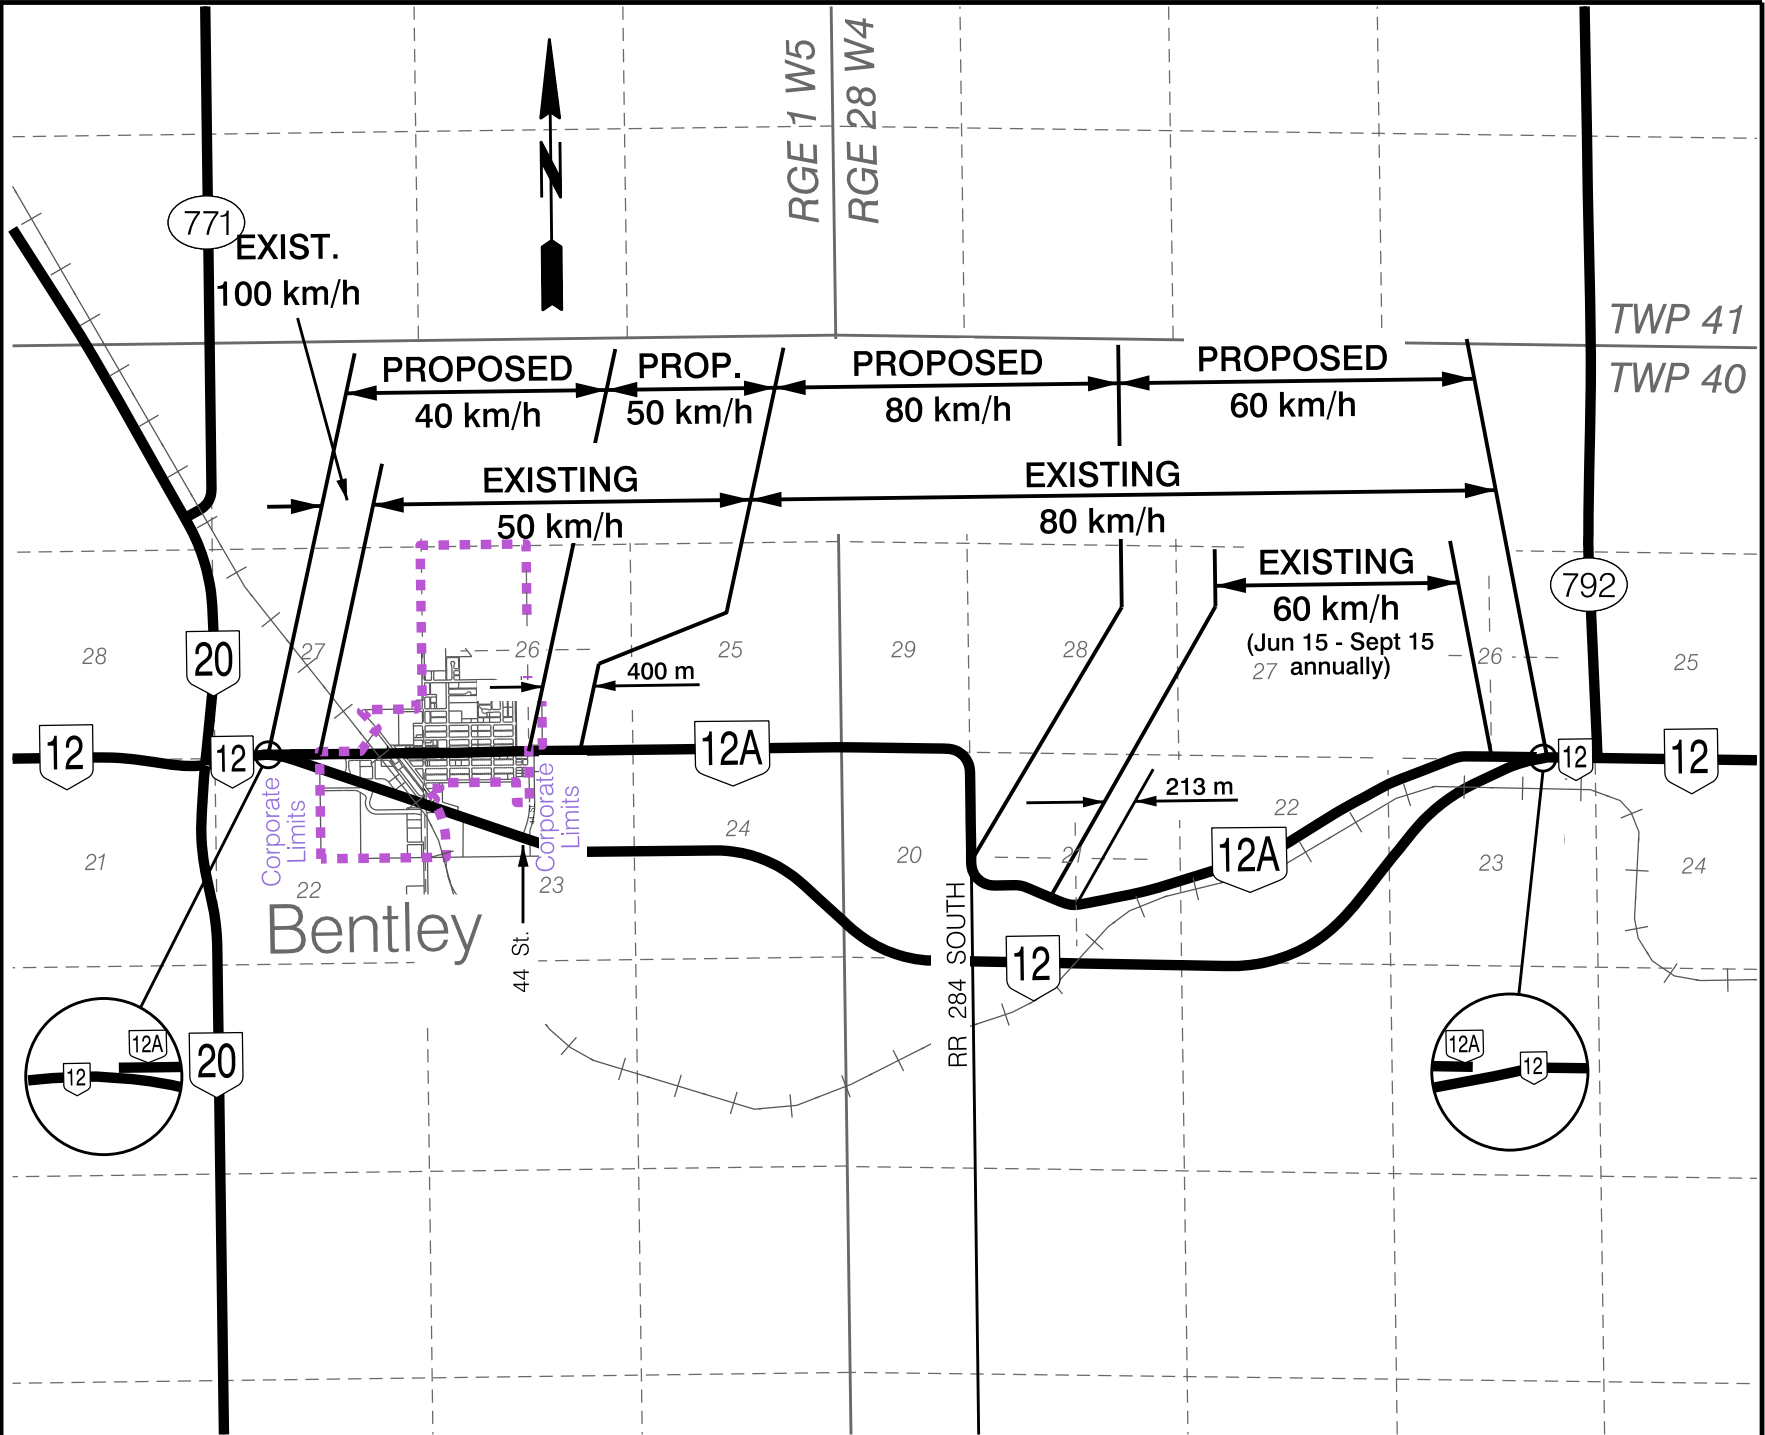 RGE 1 W5
RGE 28 W4
771
EXIST.
100 km/h
N
TWP 41
TWP 40
PROPOSED
40 km/h
PROP.
50 km/h
PROPOSED
80 km/h
PROPOSED
60 km/h
EXISTING
50 km/h
EXISTING
80 km/h
EXISTING
60 km/h
(Jun 15 - Sept 15
annually)
792
28
27
26
25
29
28
27
26
25
20
400 m
12
12
12A
12
12
213 m
Corporate
Limits
Corporate
Limits
21
22
23
24
20
21
22
12A
23
24
Bentley
44 St.
RR 284 SOUTH
12
20
12A
12
12A
12